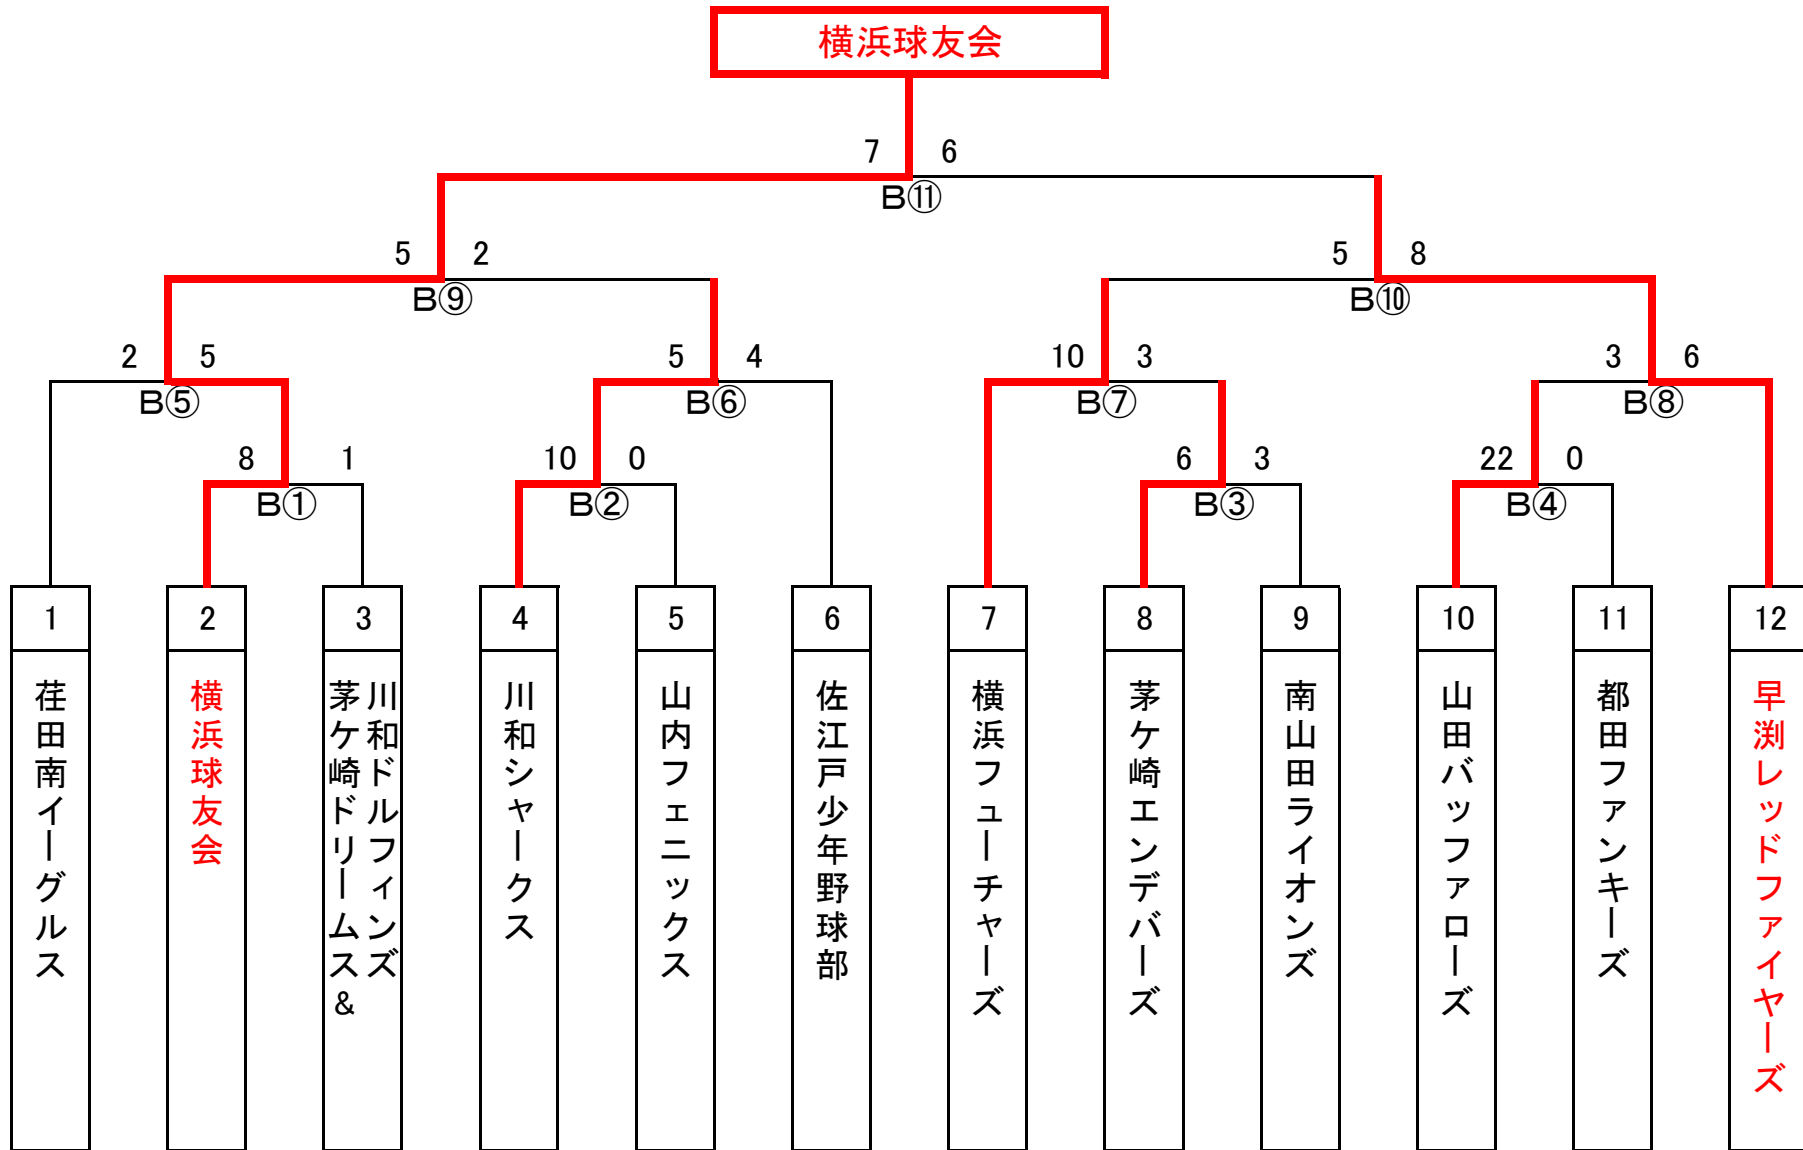 横浜球友会
7 6
B⑪
5 2
5 8
B⑨
B⑩
2 5
5 4
10 3
3 6
B⑤
B⑥
B⑦
B⑧
8 1
10 0
6 3
22 0
B①
B②
B③
B④
1
2
3
4
5
6
7
8
9
10
11
12
荏田南イーグルス
横浜球友会
川和ドルフィンズ
茅ケ崎ドリームス&
川和シャークス
山内フェニックス
佐江戸少年野球部
横浜フューチャーズ
茅ケ崎エンデバーズ
南山田ライオンズ
山田バッファローズ
都田ファンキーズ
早渕レッドファイヤーズ